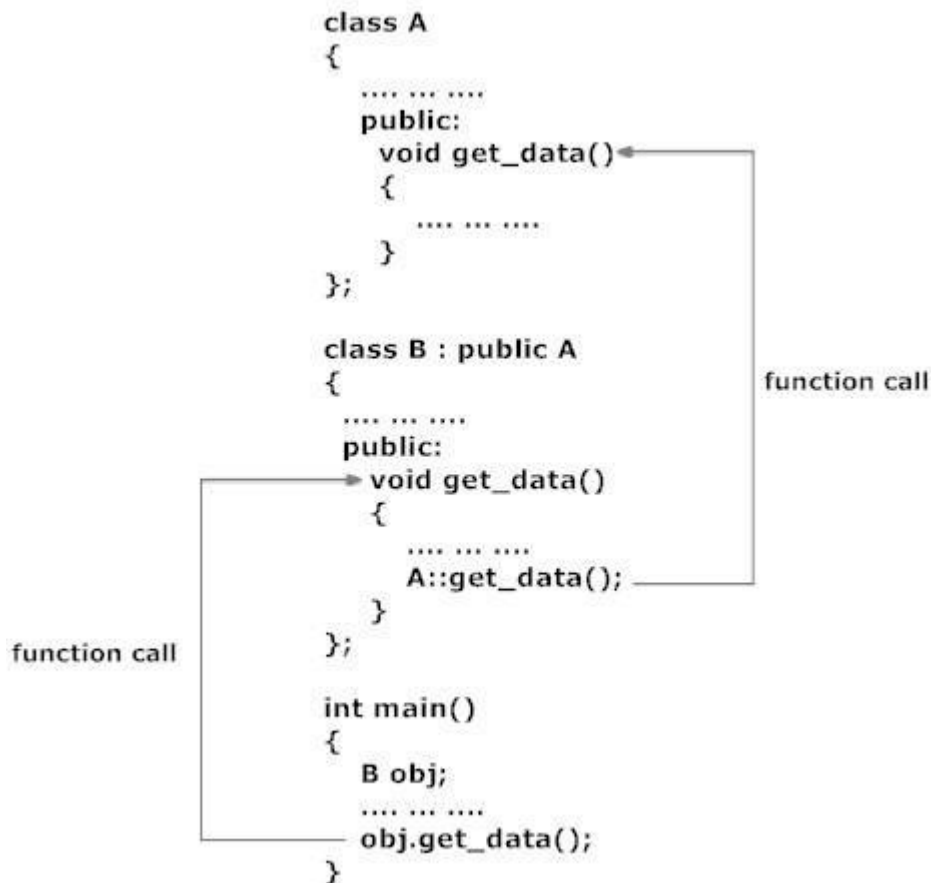 class A
{
.... ... ....
public:
void get_data()
{
.... ... ....
}
};
class B : public A
{
.... ... ....
public:
void get_data()
{
.... ... ....
A::get_data();
}
};
function call
function call
int main()
{
B obj;
.... ... ....
obj.get_data();
}